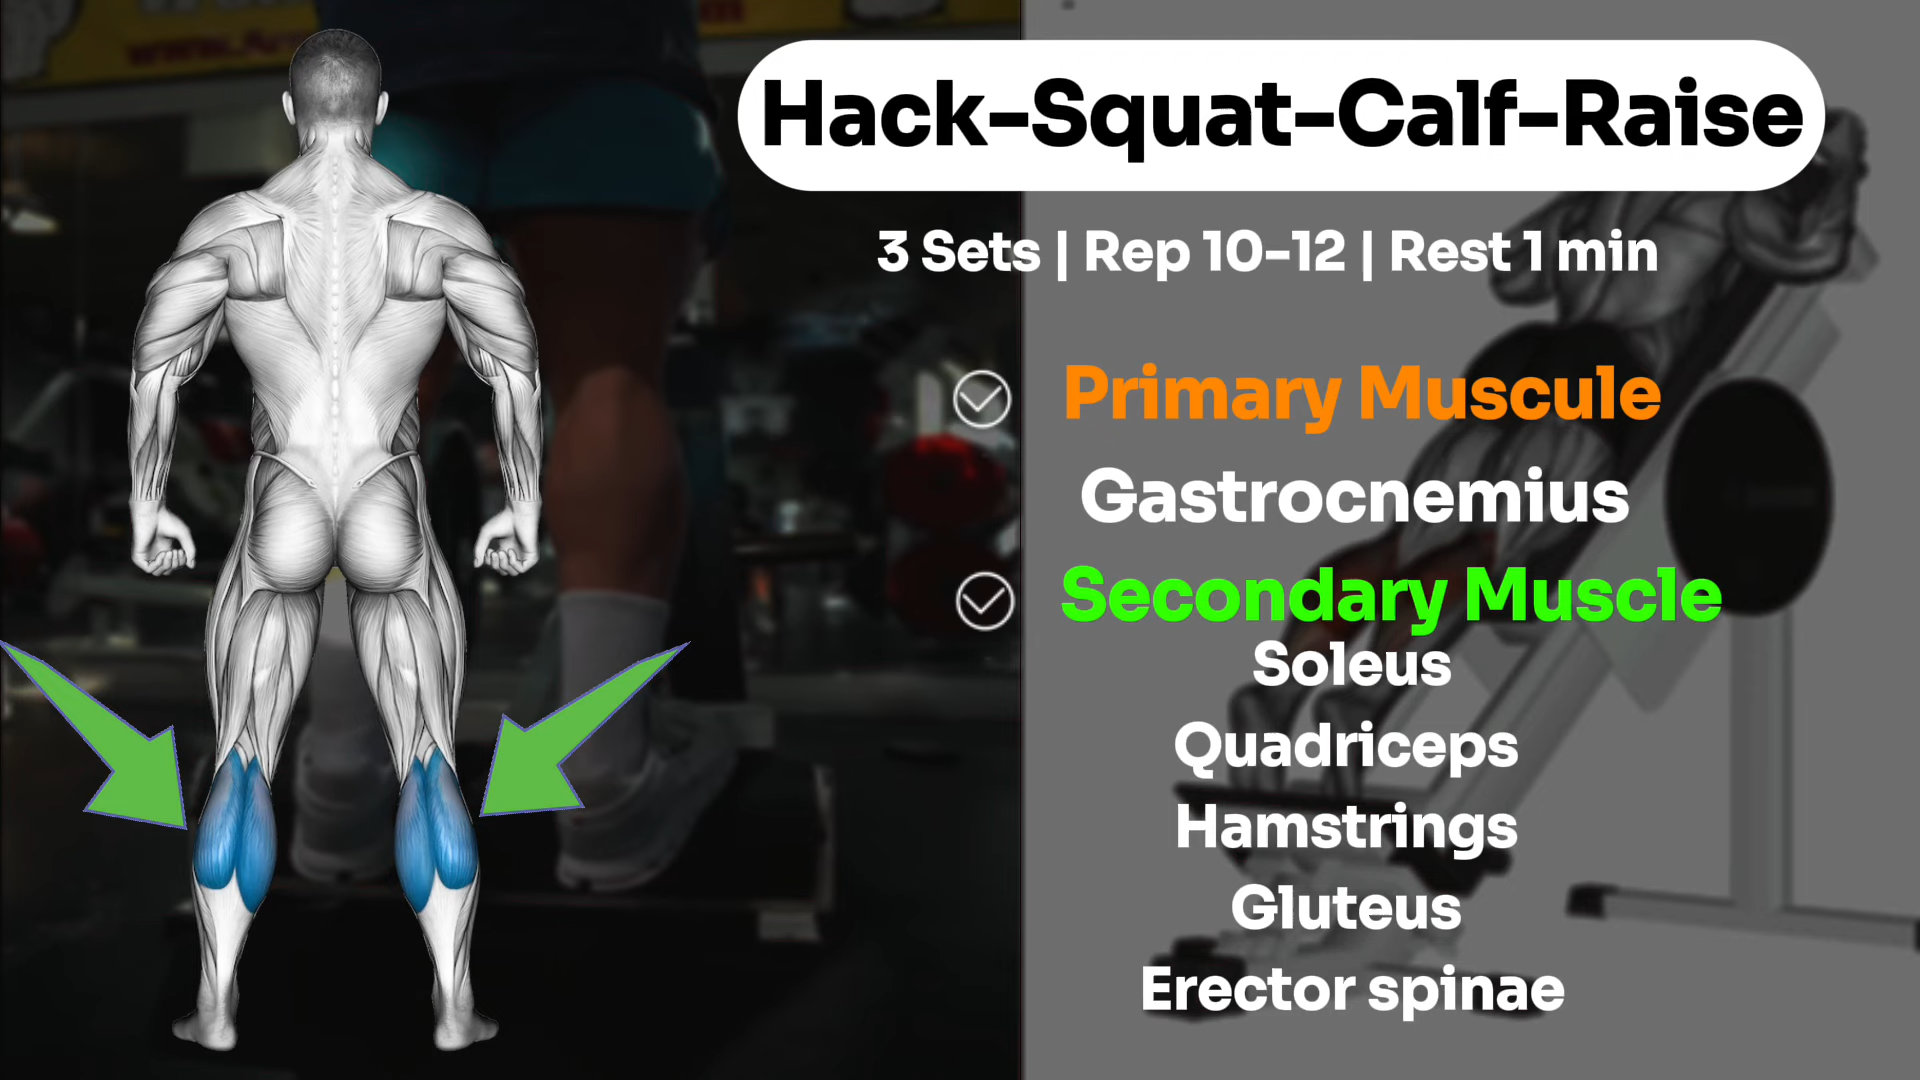 Hack-Squat-Calf-Raise
3 Sets | Rep 10-12 | Rest 1 min
Primary Muscule
Gastrocnemius
Secondary Muscle
Soleus
Quadriceps
Hamstrings
Gluteus
Erector spinae